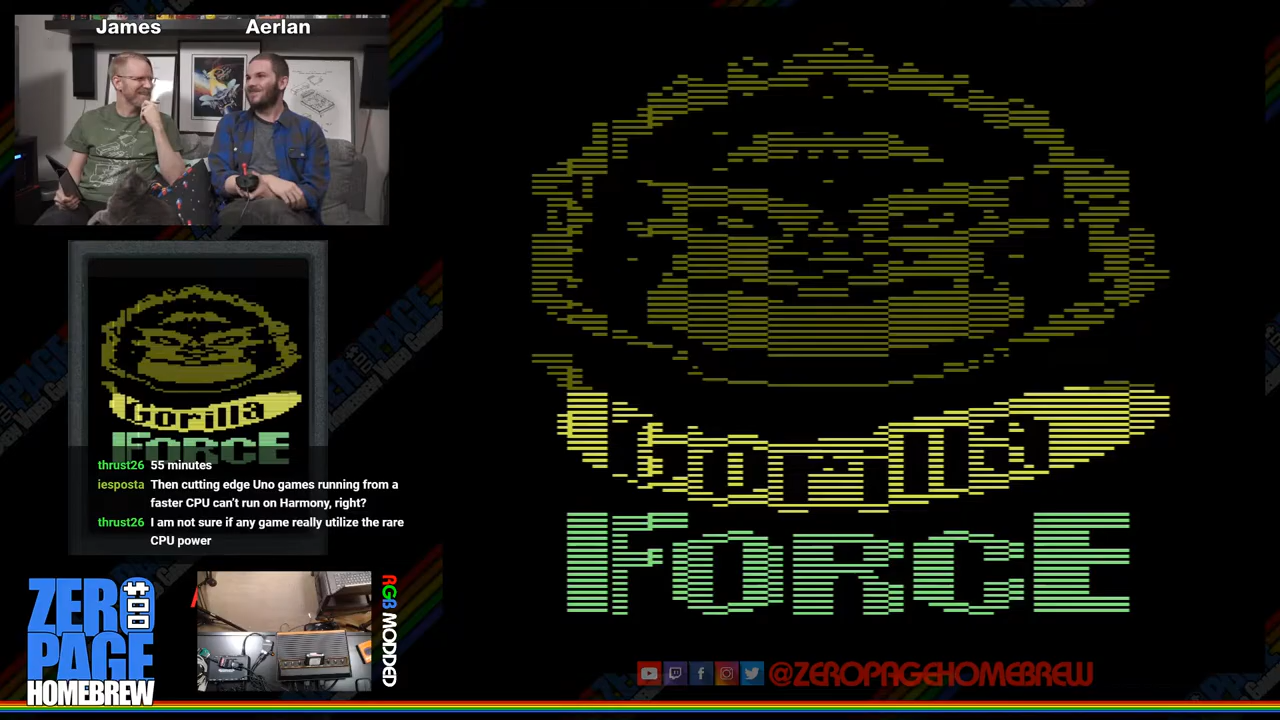 James
Aerlan
Gorilla
FORCE
Gorilla
FORCE
thrust26 55 minutes
iesposta Then cutting edge Uno games running from a
faster CPU can't run on Harmony, right?
thrust26 I am not sure if any game really utilize the rare
CPU power
ZERO
PAGE
HOMEBREW
RGB MODDED
@ZEROPAGEHOMEBREW